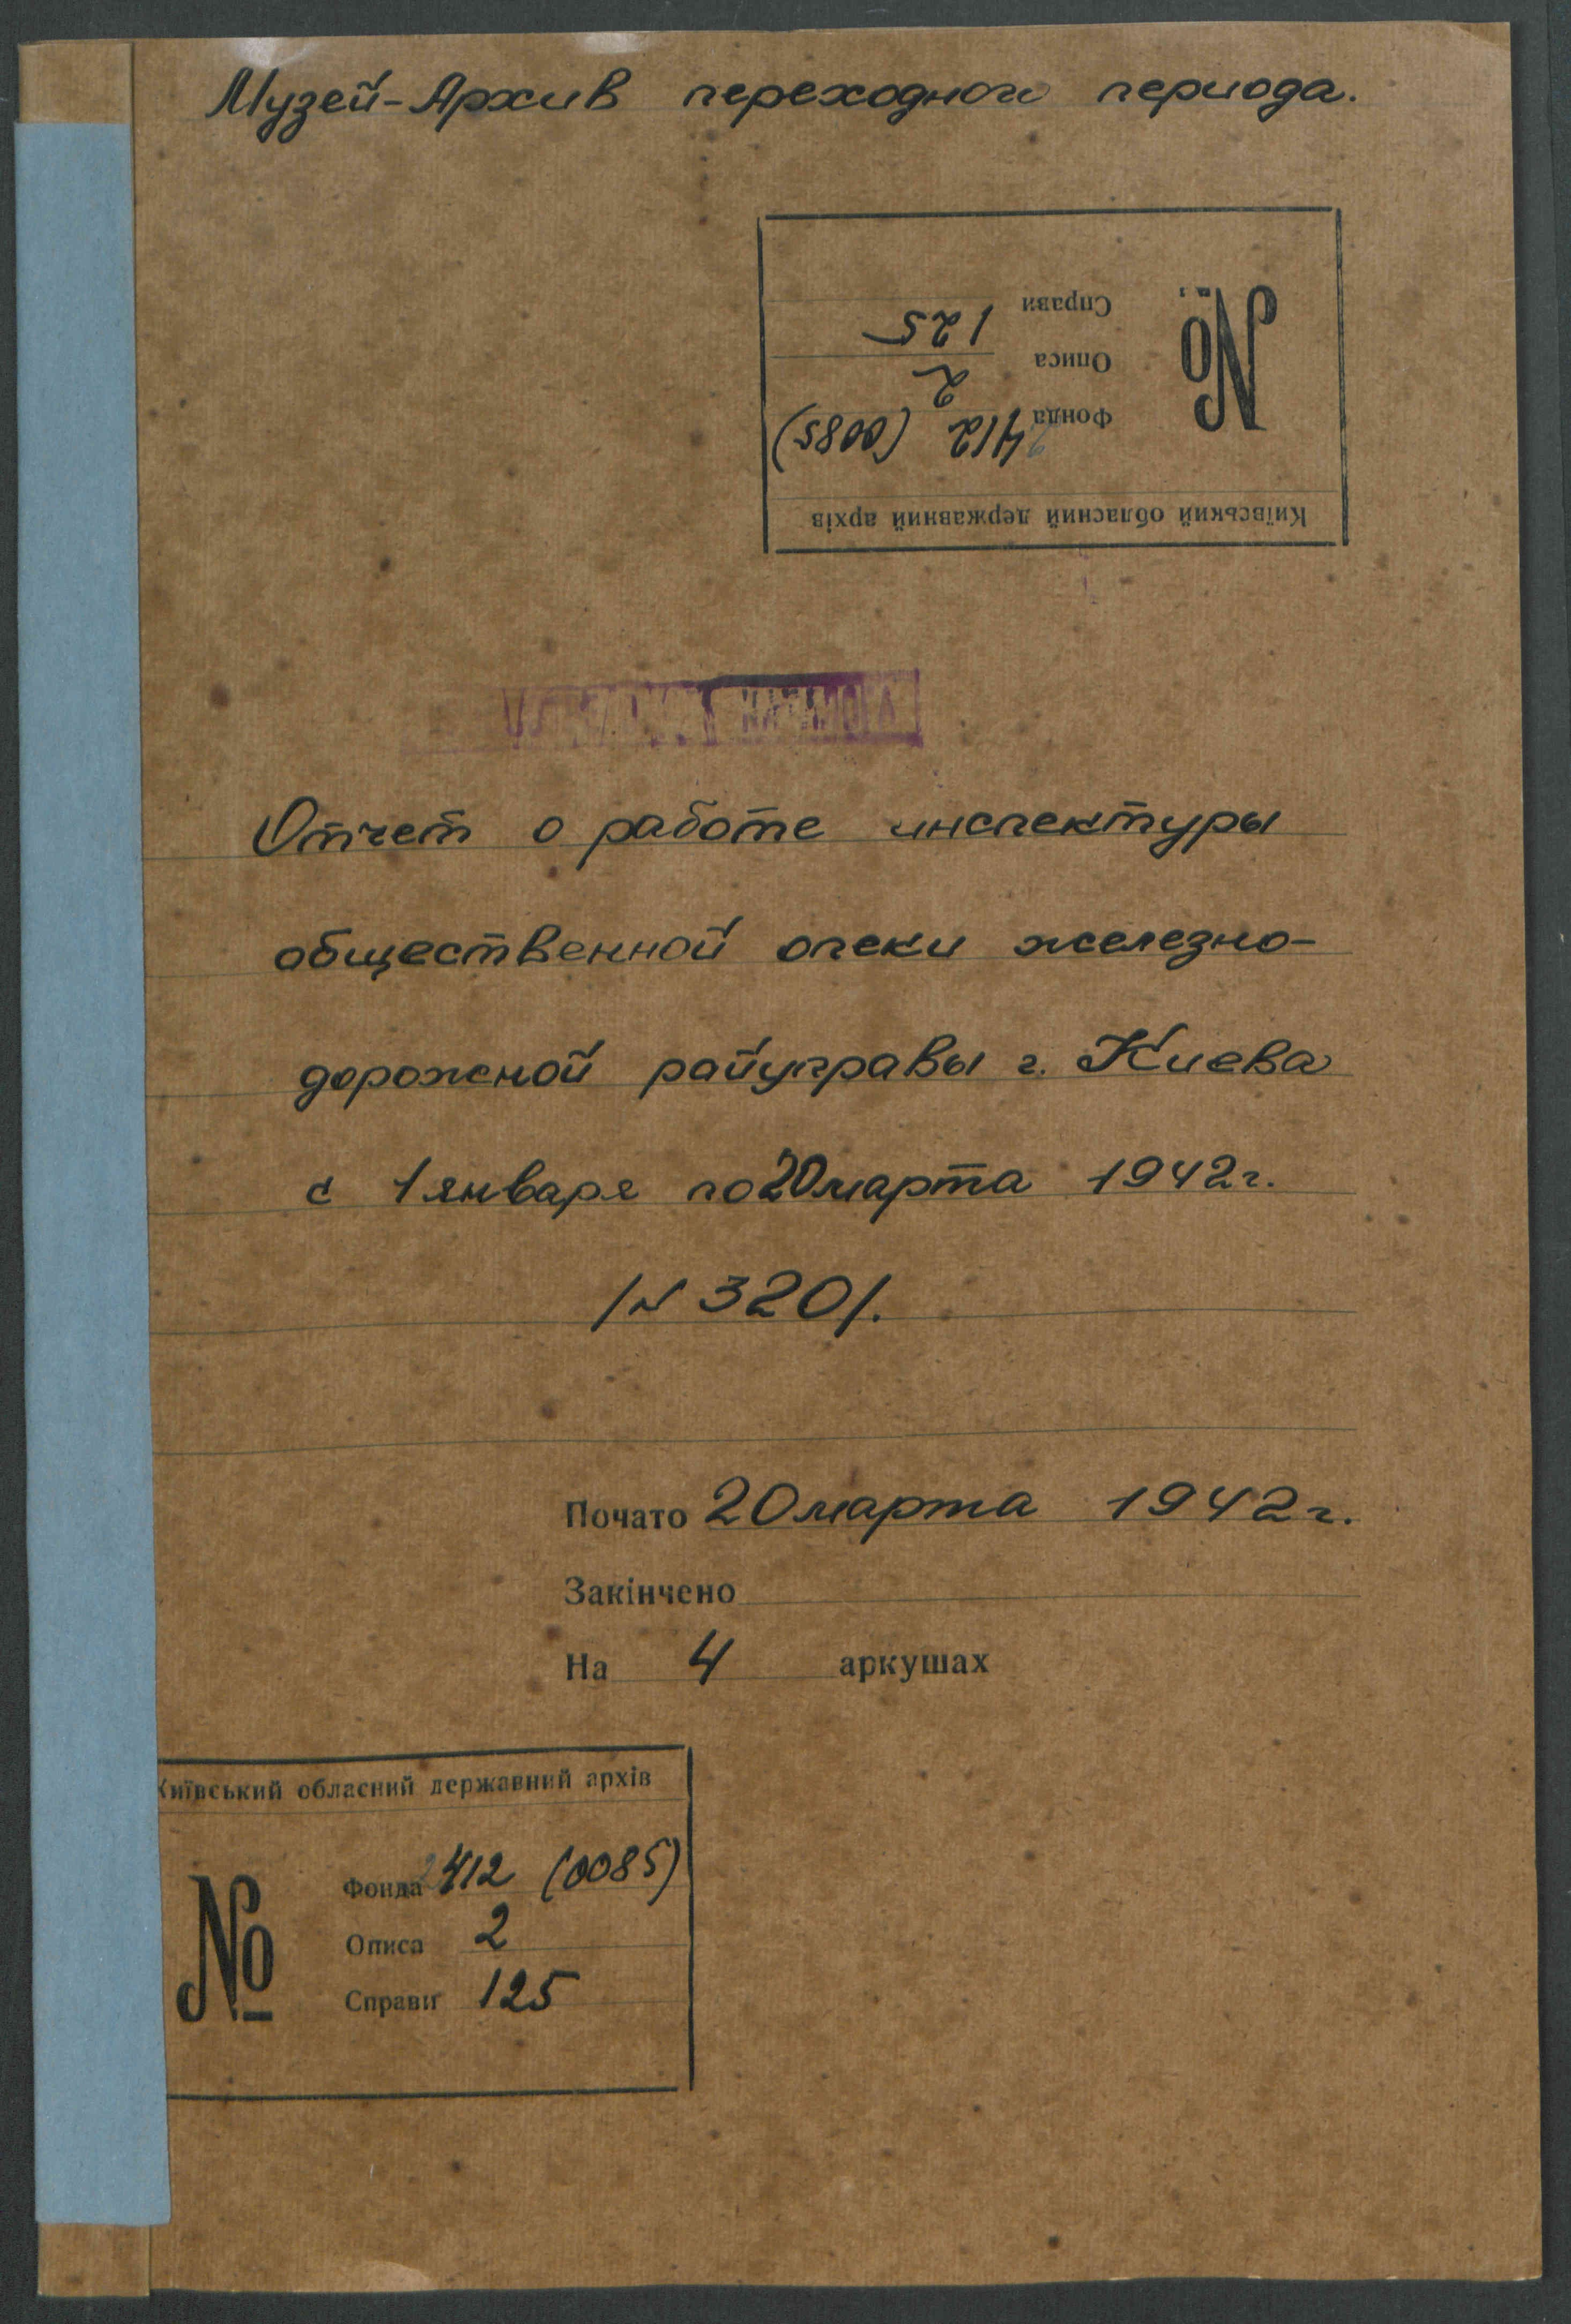 Музей-Архив переходного периода.
Київський обласний державний архів
№
Фонда 2412 (0085)
Описа 2
Справи 125
Отчет о работе инспектуры
общественной опеки железно-
дорожной райуправы г. Киева
с 1 января по 20 марта 1942 г.
/N 320/.
Почато 20 марта 1942 г.
Закінчено
На 4 аркушах
Київський обласний державний архів
№
Фонда 2412 (0085)
Описа 2
Справи 125